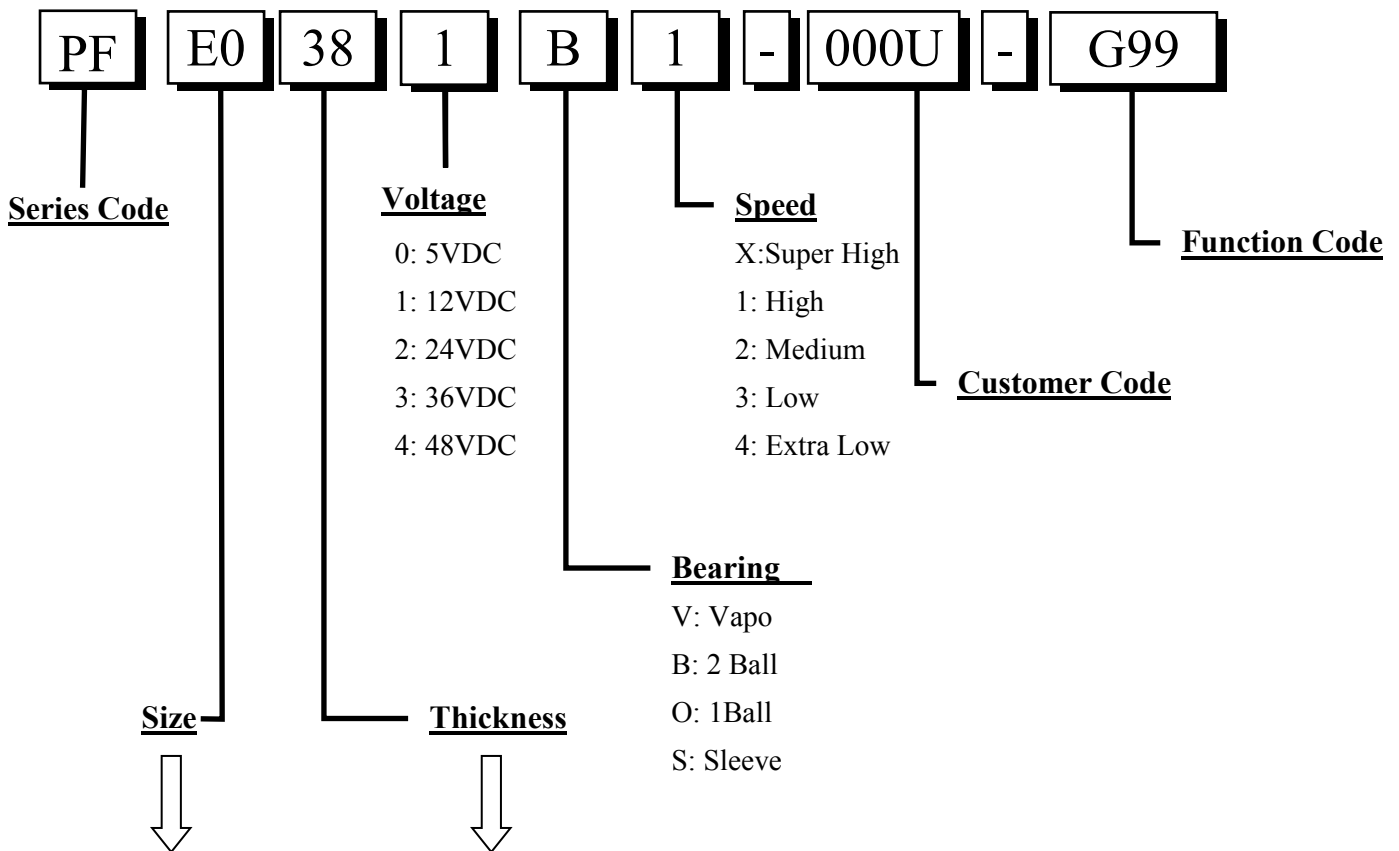 PF E0 38 1 B 1 - 000U - G99
Series Code
Voltage
0: 5VDC
1: 12VDC
2: 24VDC
3: 36VDC
4: 48VDC
Speed
X:Super High
1: High
2: Medium
3: Low
4: Extra Low
Function Code
Customer Code
Bearing
V: Vapo
B: 2 Ball
O: 1Ball
S: Sleeve
Size
Thickness